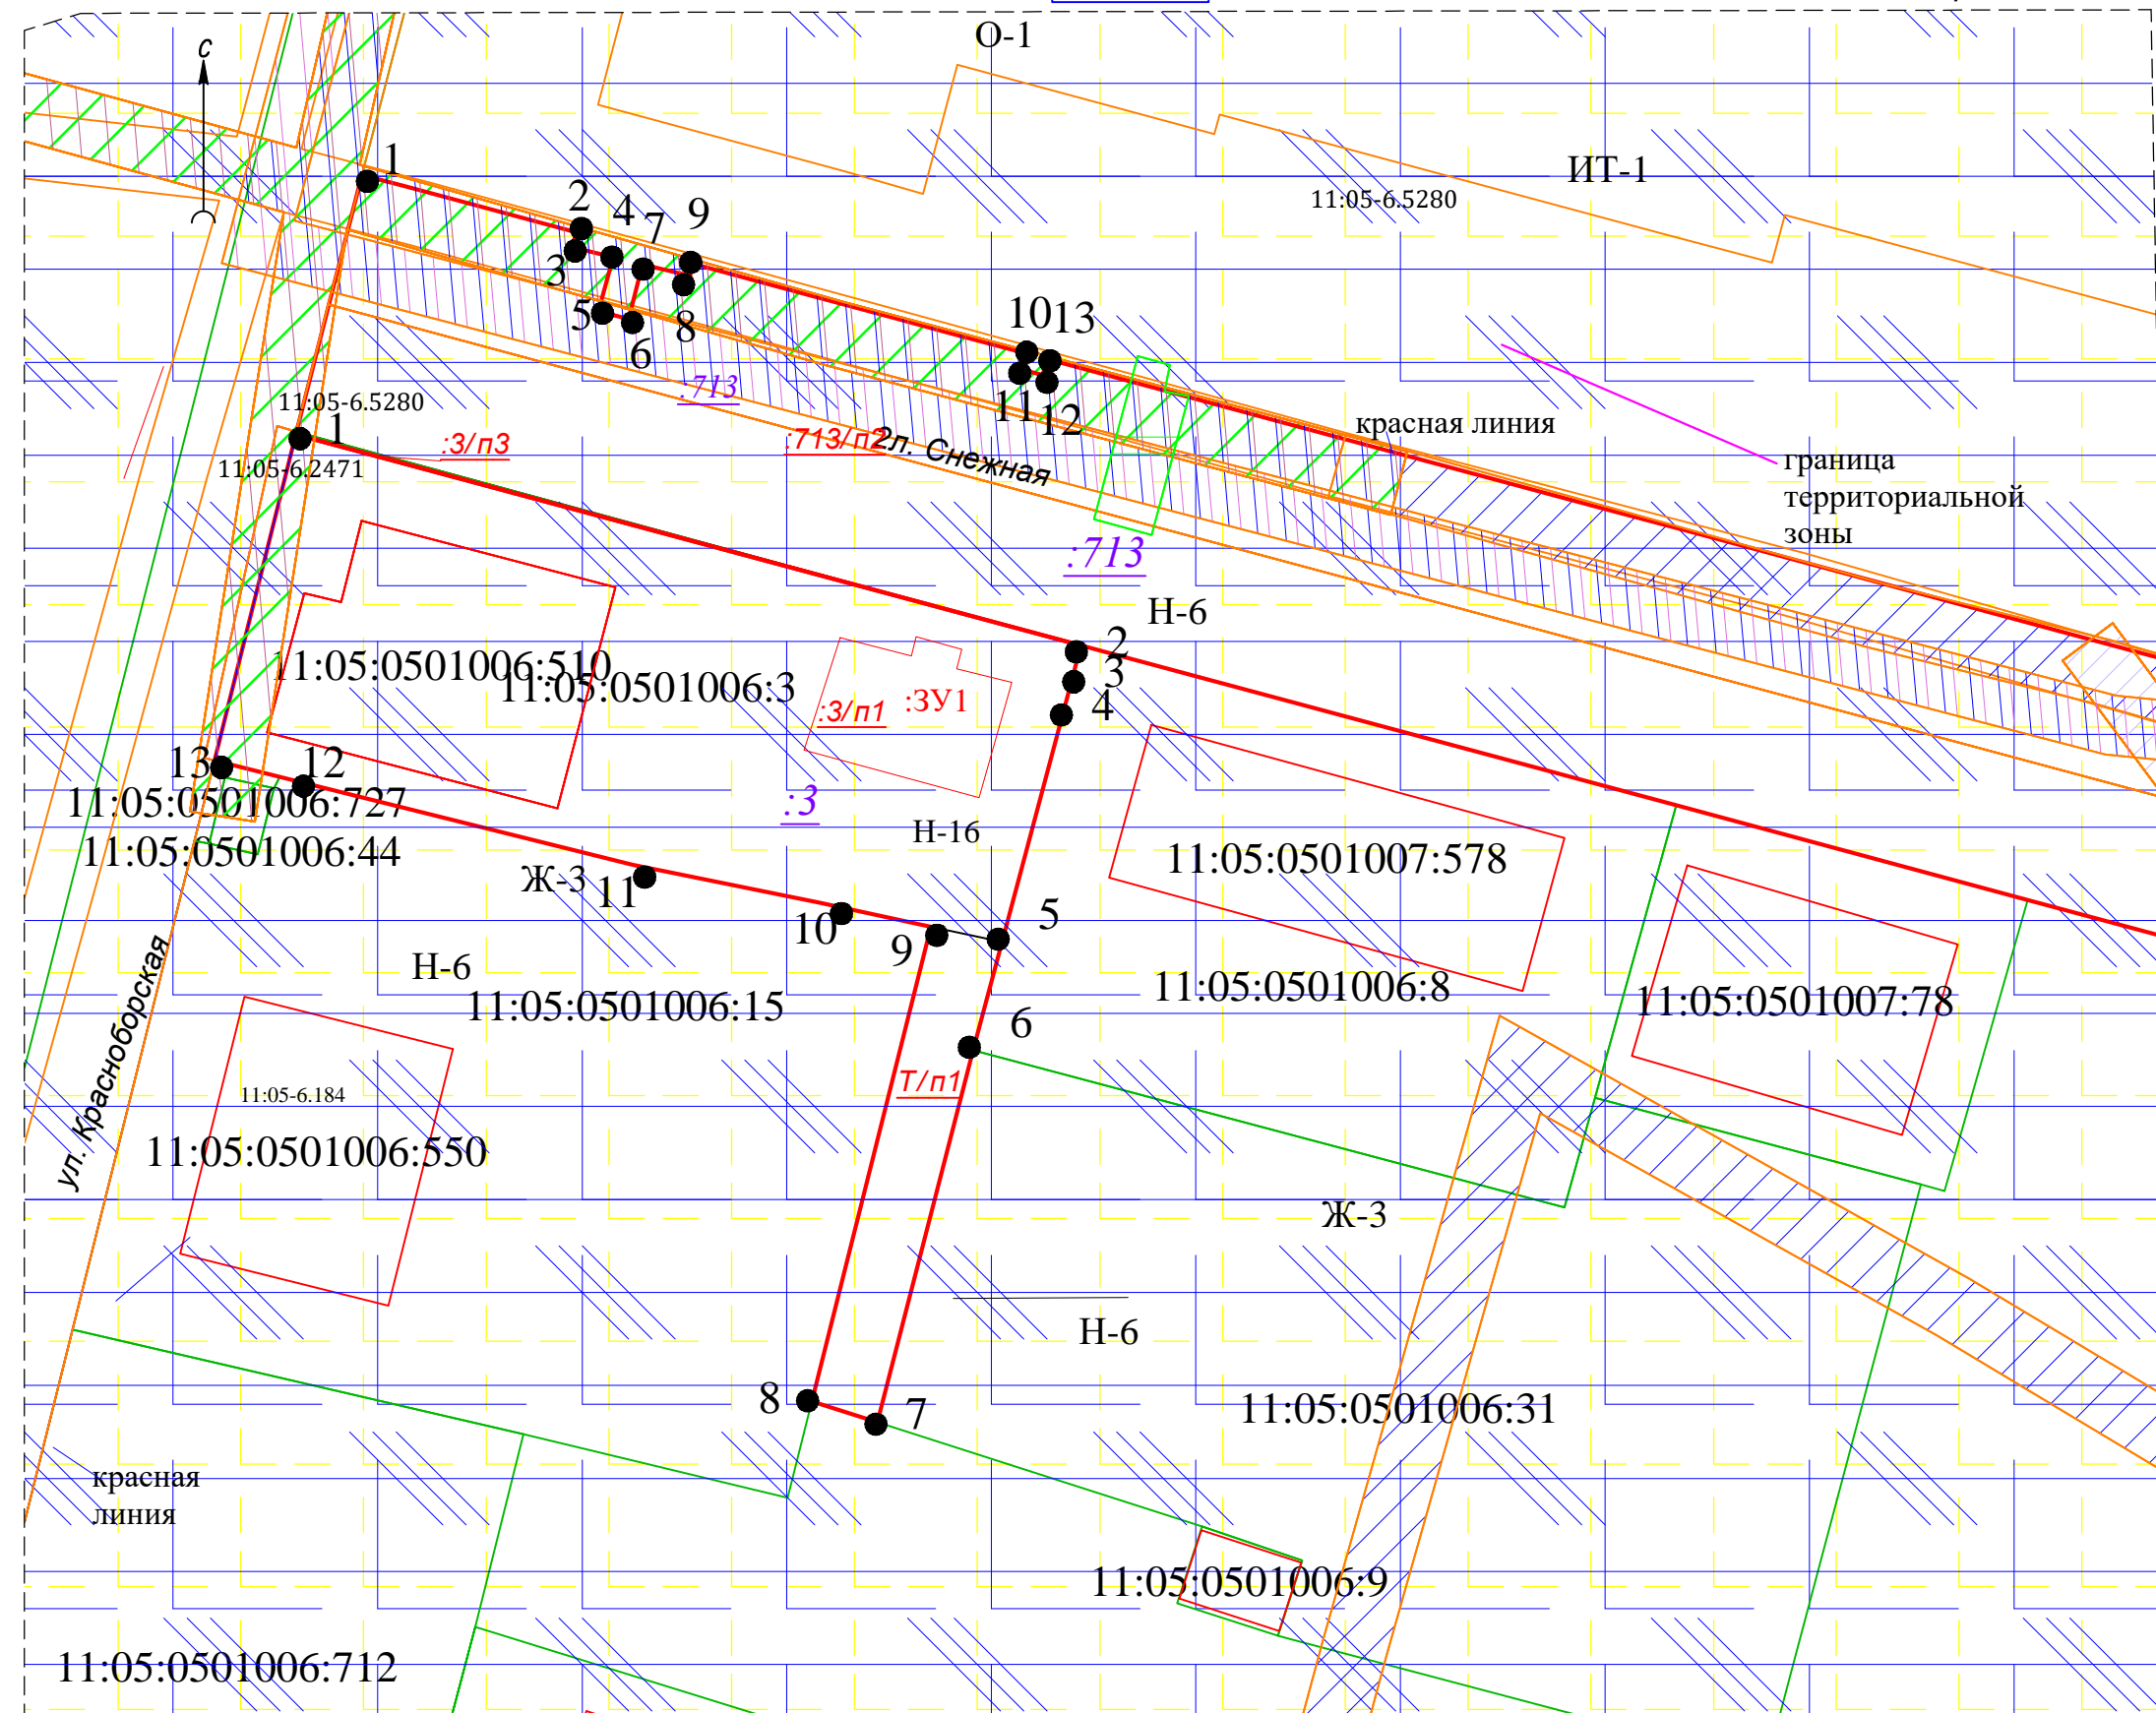 О-1
с
ИТ-1
11:05-6.5280
1
2
4
7
9
3
5
6
8
10
13
11
12
:713
11:05-6.5280
1
11:05-6.2471
:3/п3
:713/п2
2л. Снежная
красная линия
граница
территориальной
зоны
:713
Н-6
2
3
4
11:05:0501006:510
11:05:0501006:3
:3/п1
:ЗУ1
13
12
11:05:0501006:727
:3
11:05:0501006:44
Н-16
11:05:0501007:578
Ж-3
11
10
9
5
Н-6
11:05:0501006:15
11:05:0501006:8
11:05:0501007:78
6
ул. Красноборская
Т/п1
11:05-6.184
11:05:0501006:550
Ж-3
Н-6
8
7
11:05:0501006:31
красная
линия
11:05:0501006:9
11:05:0501006:712